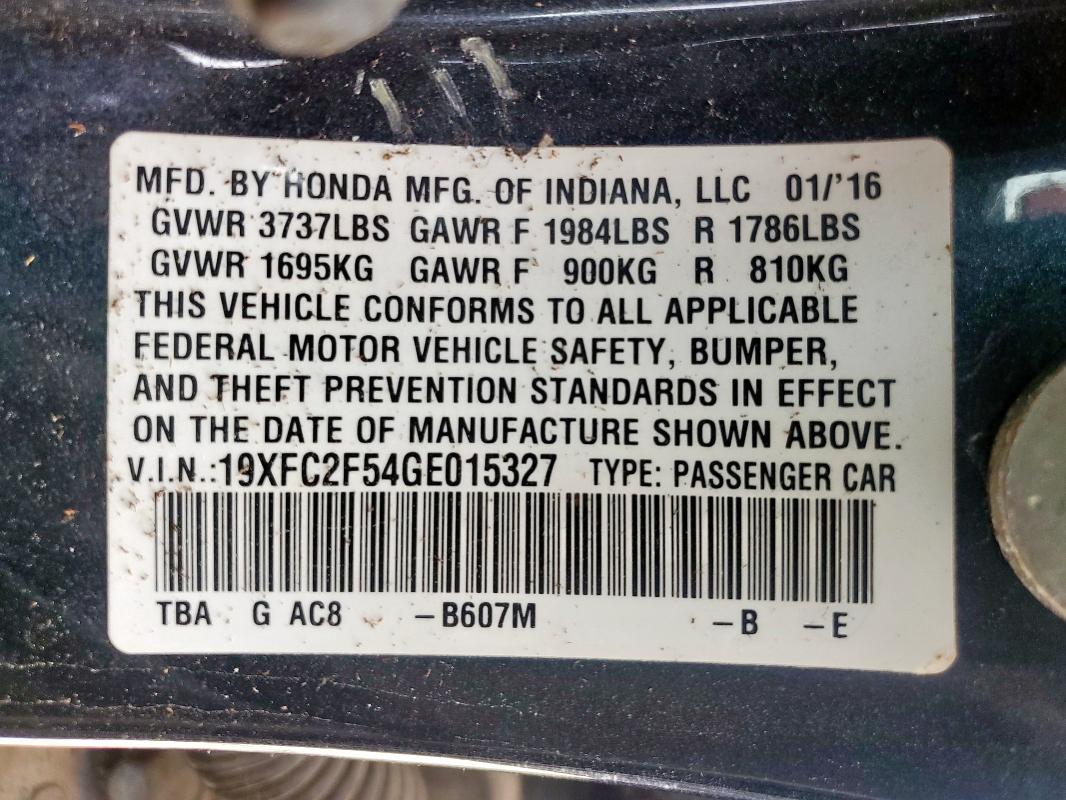 MFD. BY HONDA MFG. OF INDIANA, LLC 01/'16
GVWR 3737LBS GAWR F 1984LBS R 1786LBS
GVWR 1695KG GAWR F 900KG R 810KG
THIS VEHICLE CONFORMS TO ALL APPLICABLE
FEDERAL MOTOR VEHICLE SAFETY, BUMPER,
AND THEFT PREVENTION STANDARDS IN EFFECT
ON THE DATE OF MANUFACTURE SHOWN ABOVE.
V.I.N.:19XFC2F54GE015327 TYPE: PASSENGER CAR
TBA G AC8 –B607M –B –E